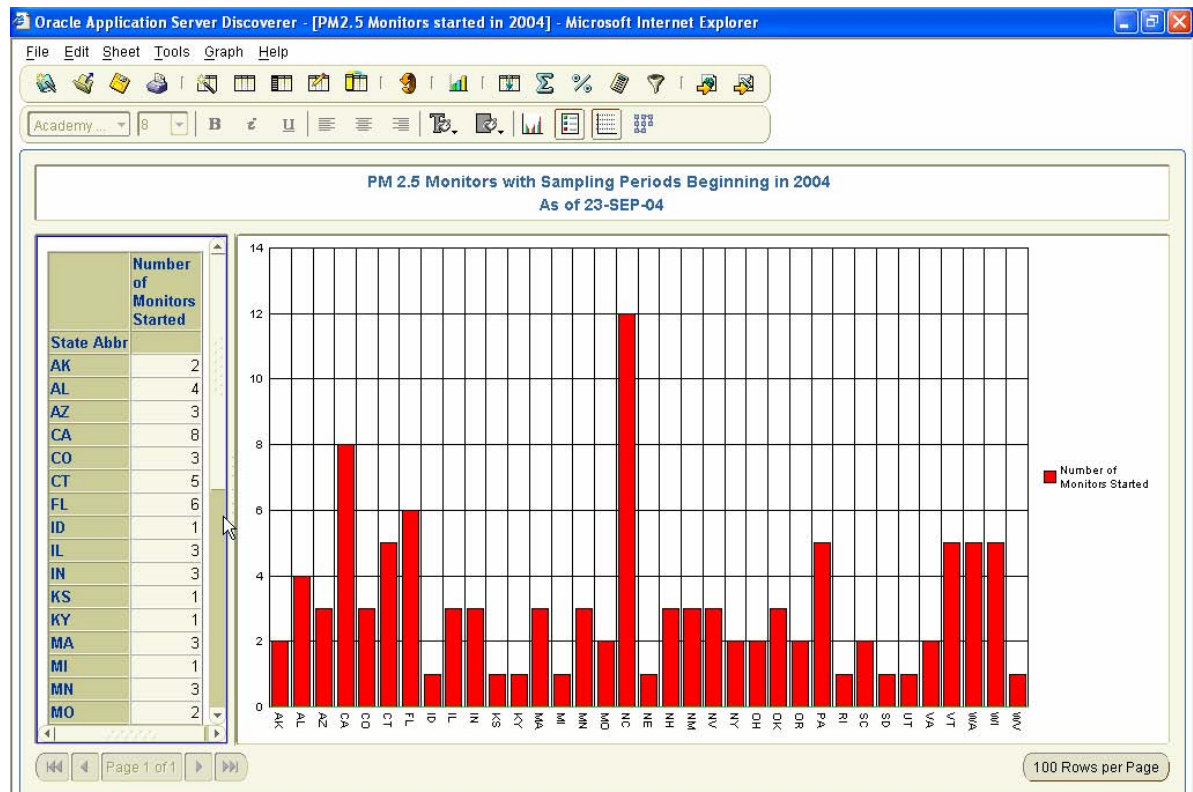 Oracle Application Server Discoverer - [PM2.5 Monitors started in 2004] - Microsoft Internet Explorer
File Edit Sheet Tools Graph Help
Academy ... 8 B i U
PM 2.5 Monitors with Sampling Periods Beginning in 2004
As of 23-SEP-04
Number
of
Monitors
Started
State Abbr
AK 2
AL 4
AZ 3
CA 8
CO 3
CT 5
FL 6
ID 1
IL 3
IN 3
KS 1
KY 1
MA 3
MI 1
MN 3
MO 2
14
12
10
8
6
4
2
0
AK AL AZ CA CO CT FL ID IL IN KS KY MA MI MN MO NC NE NH NM NV NY OH OK OR PA RI SC SD UT VA VT WA WI WV
Number of
Monitors Started
Page 1 of 1
100 Rows per Page